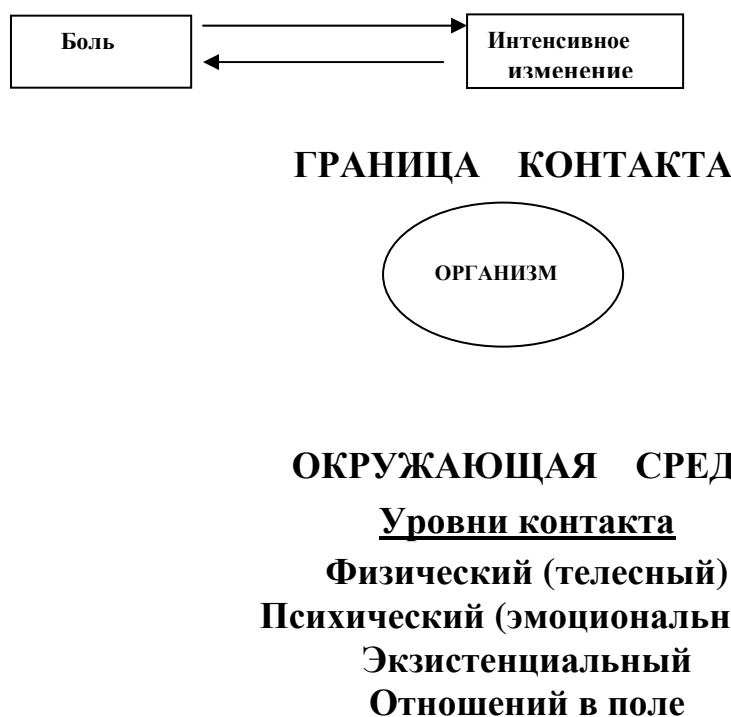 Боль
Интенсивное
изменение
ГРАНИЦА КОНТАКТА
ОРГАНИЗМ
ОКРУЖАЮЩАЯ СРЕД
Уровни контакта
Физический (телесный)
Психический (эмоциональн
Экзистенциальный
Отношений в поле